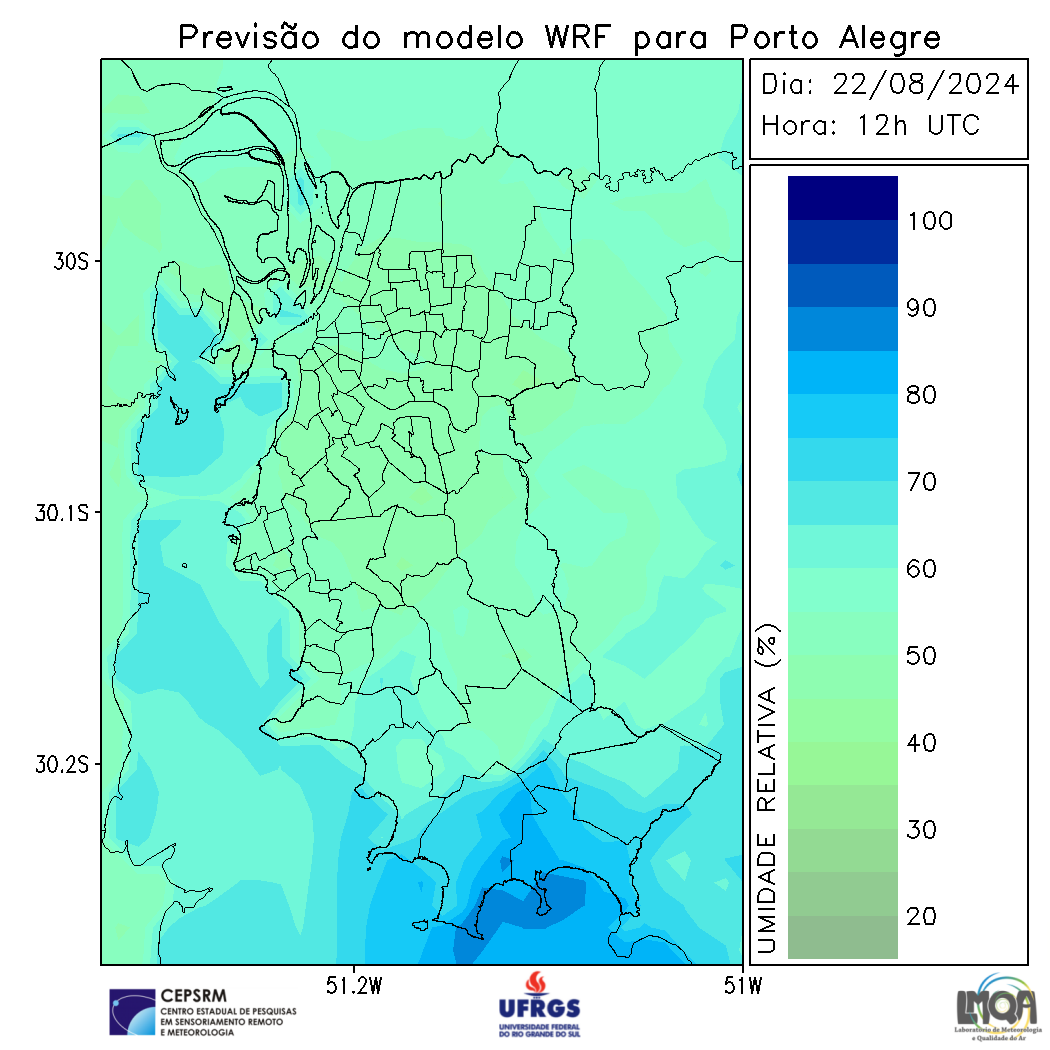 Previsão do modelo WRF para Porto Alegre
Dia: 22/08/2024
Hora: 12h UTC
100
90
80
70
60
50
40
30
20
UMIDADE RELATIVA (%)
30S
30.1S
30.2S
51.2W
51W
CEPSRM
CENTRO ESTADUAL DE PESQUISAS
EM SENSORIAMENTO REMOTO
E METEOROLOGIA
UFRGS
UNIVERSIDADE FEDERAL
DO RIO GRANDE DO SUL
LMQA
Laboratório de Meteorologia
e Qualidade do Ar